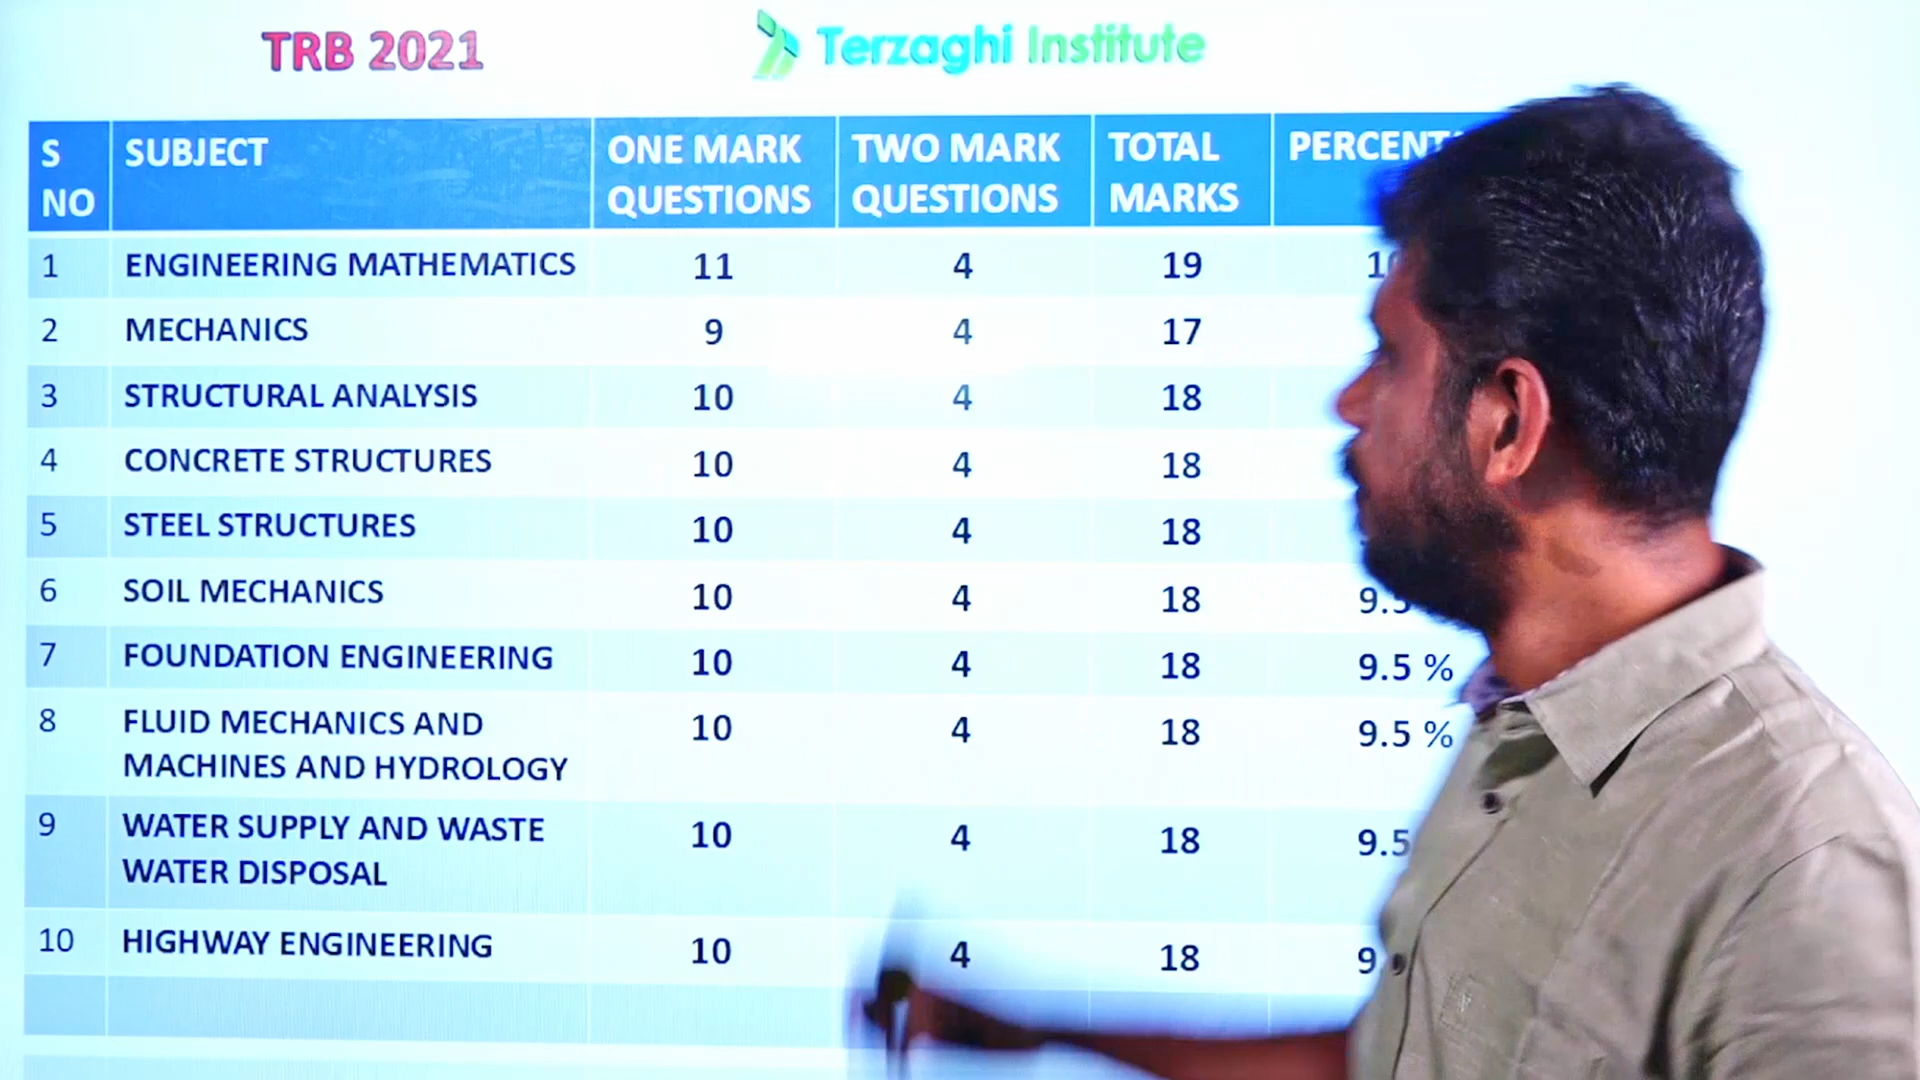 TRB 2021
Terzaghi Institute
S NO SUBJECT ONE MARK QUESTIONS TWO MARK QUESTIONS TOTAL MARKS
1 ENGINEERING MATHEMATICS 11 4 19
2 MECHANICS 9 4 17
3 STRUCTURAL ANALYSIS 10 4 18
4 CONCRETE STRUCTURES 10 4 18
5 STEEL STRUCTURES 10 4 18
6 SOIL MECHANICS 10 4 18 9.5
7 FOUNDATION ENGINEERING 10 4 18 9.5 %
8 FLUID MECHANICS AND 10 4 18 9.5 %
MACHINES AND HYDROLOGY
9 WATER SUPPLY AND WASTE 10 4 18 9.5
WATER DISPOSAL
10 HIGHWAY ENGINEERING 10 4 18